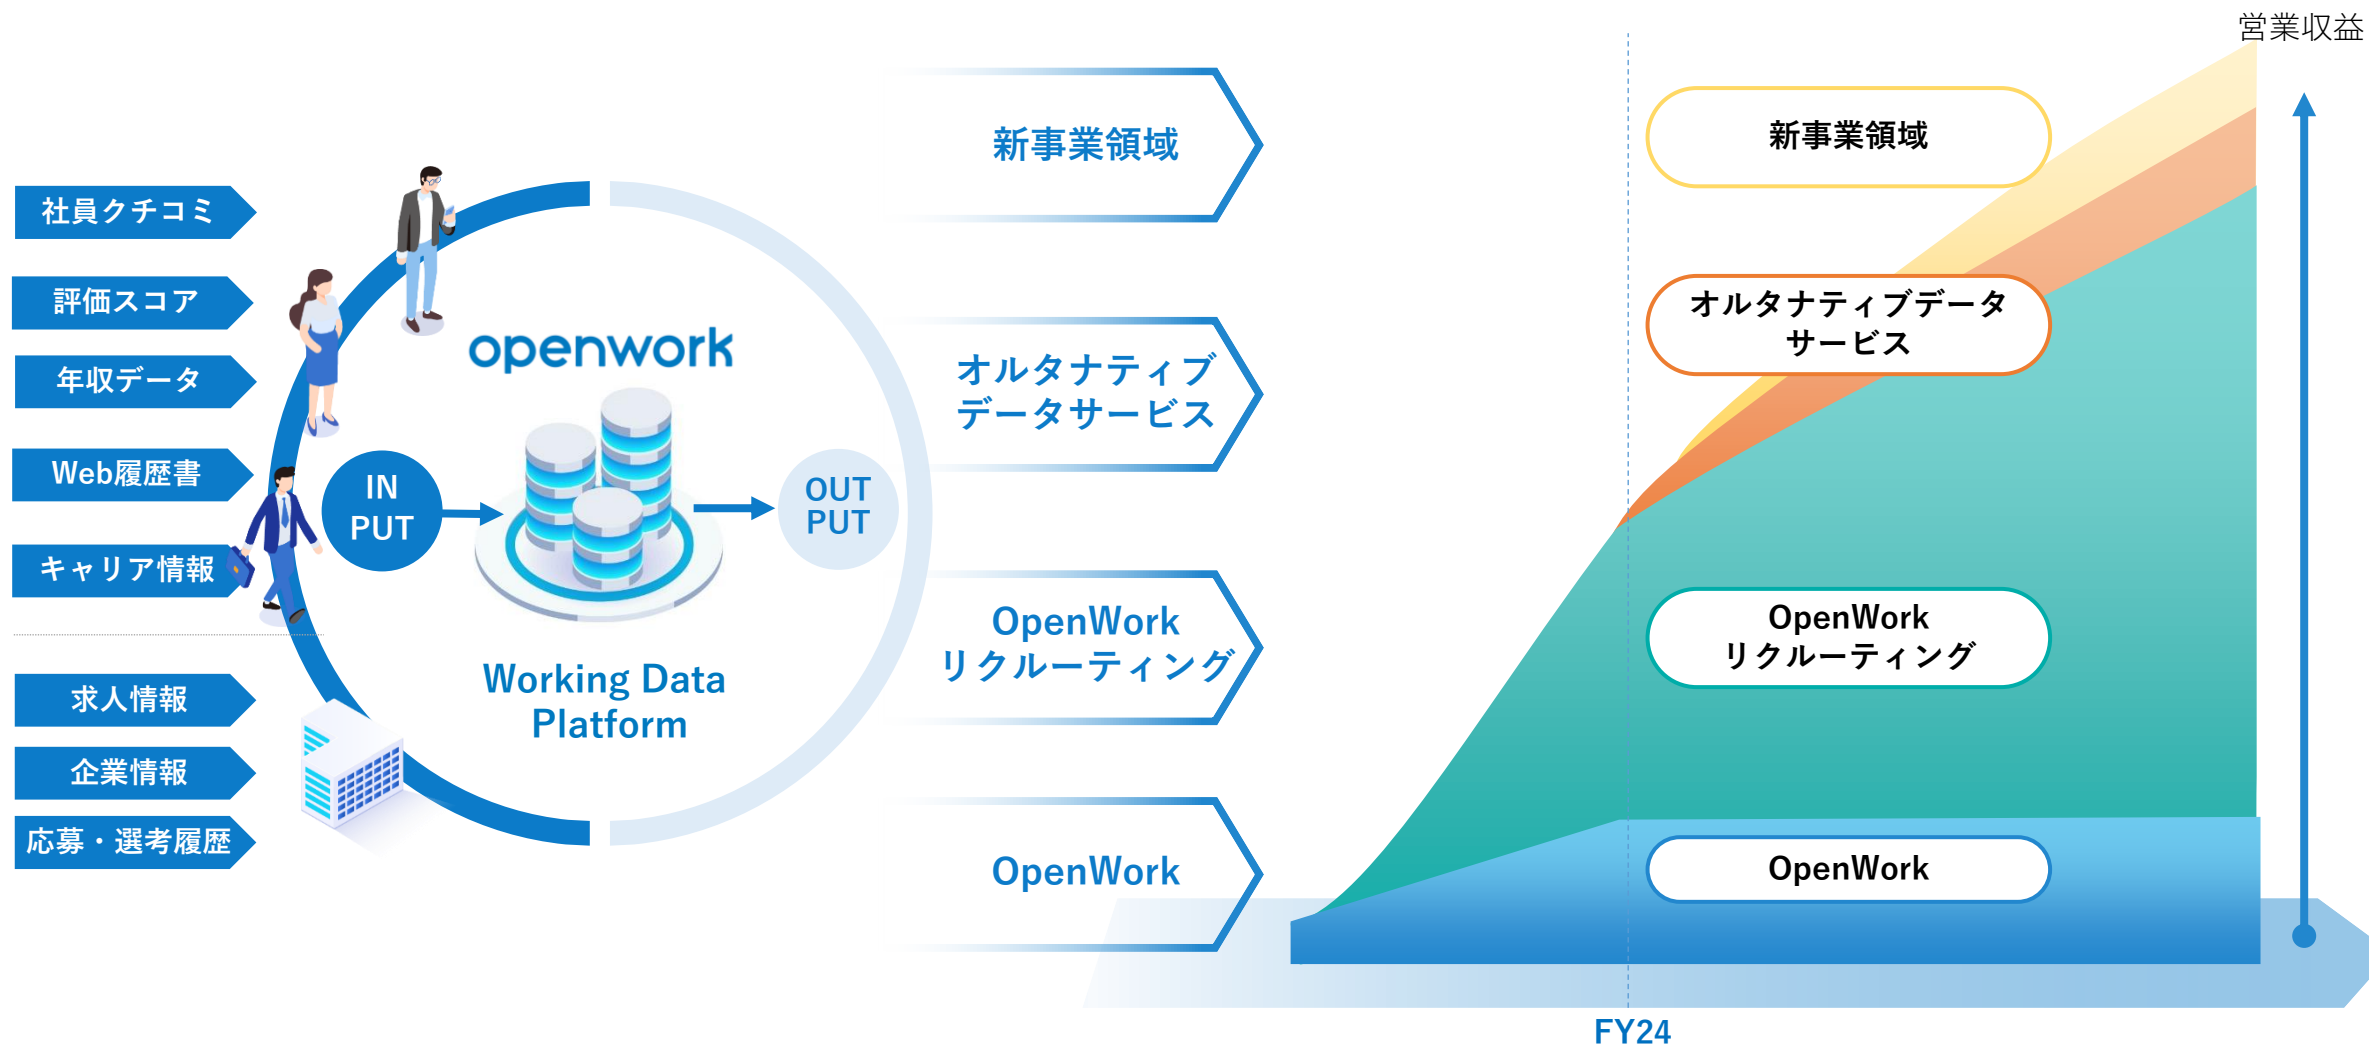 社員クチコミ
評価スコア
年収データ
Web履歴書
キャリア情報
求人情報
企業情報
応募・選考履歴
IN
PUT
openwork
Working Data
Platform
OUT
PUT
新事業領域
オルタナティブ
データサービス
OpenWork
リクルーティング
OpenWork
営業収益
新事業領域
オルタナティブデータ
サービス
OpenWork
リクルーティング
OpenWork
FY24